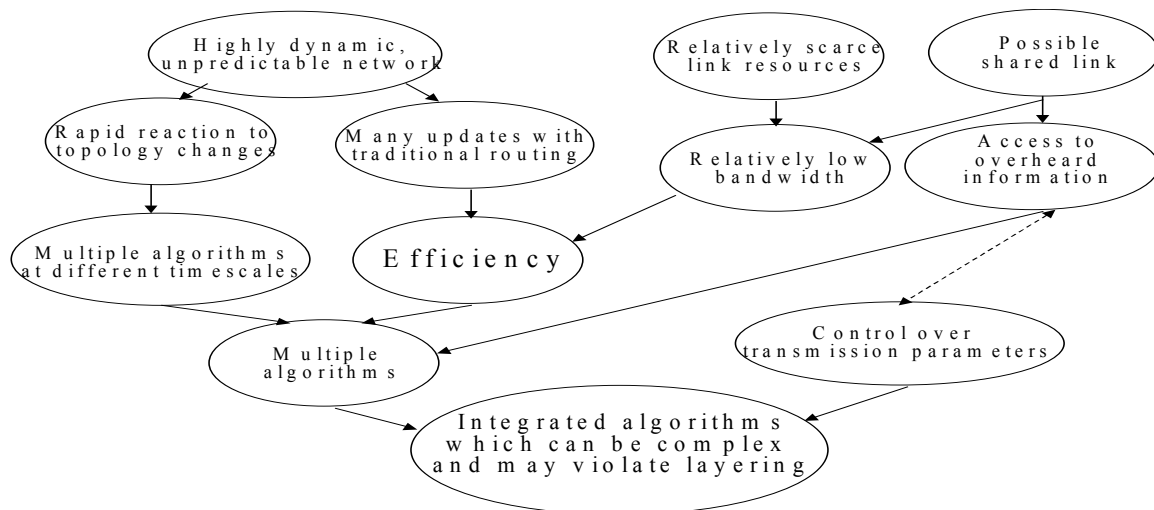 Highly dynamic,
unpredictable network
Relatively scarce
link resources
Possible
shared link
Rapid reaction to
topology changes
Many updates with
traditional routing
Relatively low
bandwidth
Access to
overheard
information
Multiple algorithms
at different timescales
Efficiency
Control over
transmission parameters
Multiple
algorithms
Integrated algorithms
which can be complex
and may violate layering